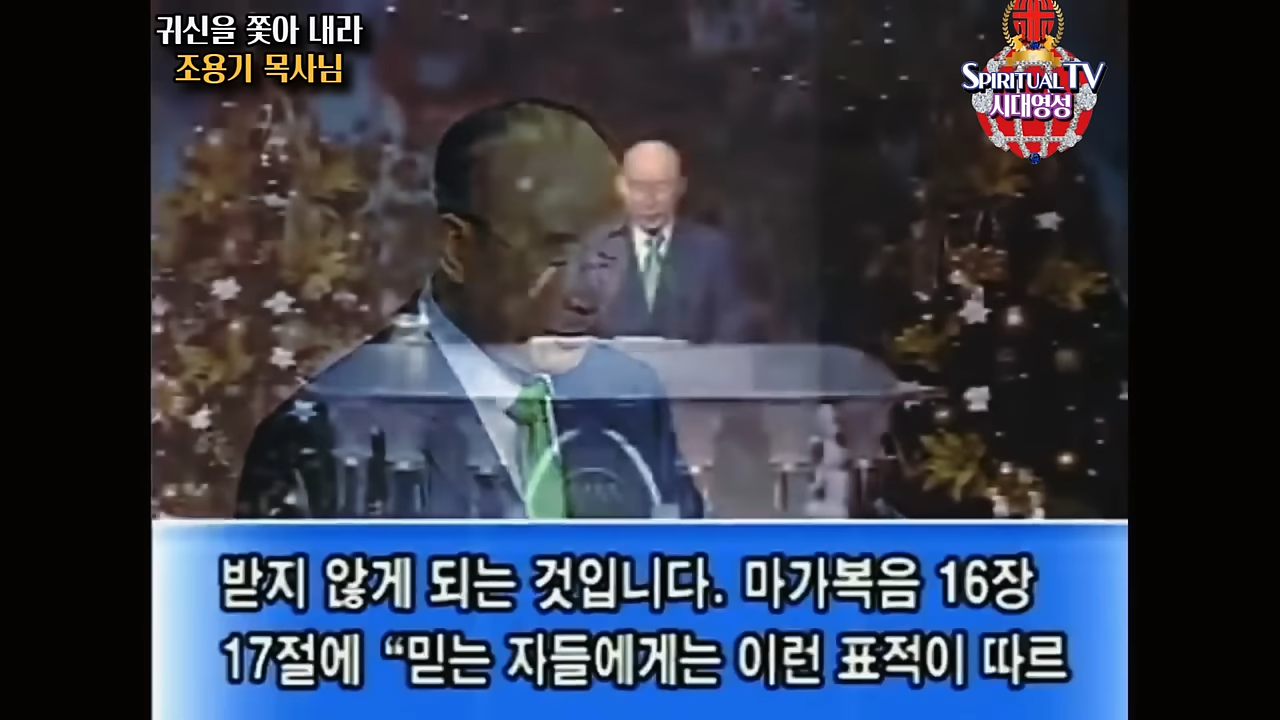 귀신을 쫓아 내라
조용기 목사님
SPIRITUAL TV
시대영성
받지 않게 되는 것입니다. 마가복음 16장
17절에 “믿는 자들에게는 이런 표적이 따르